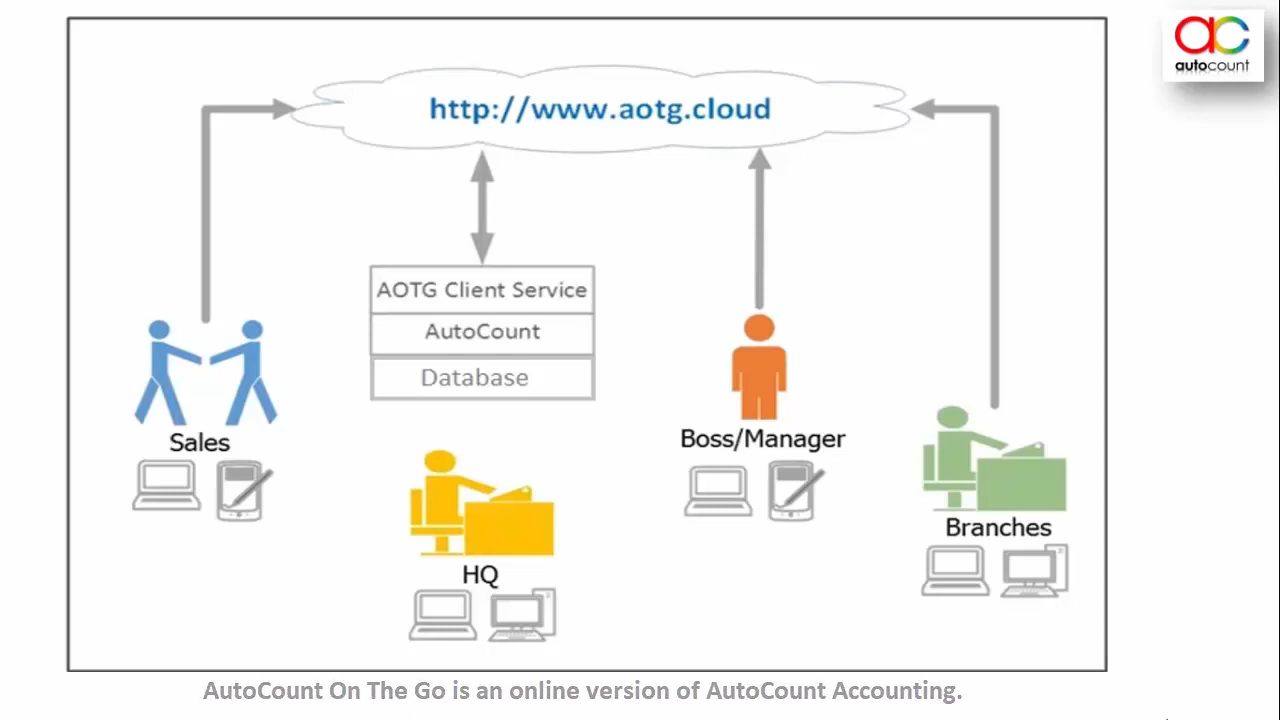 ac
autocount
http://www.aotg.cloud
AOTG Client Service
AutoCount
Database
Sales
Boss/Manager
Branches
HQ
AutoCount On The Go is an online version of AutoCount Accounting.